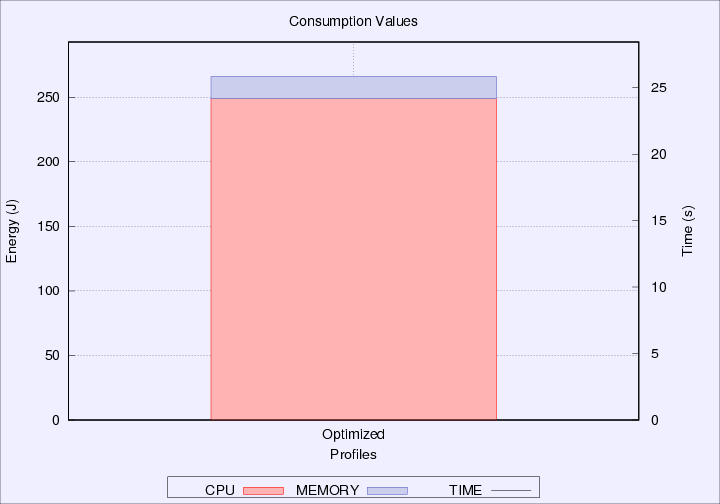 Consumption Values
Energy (J)
250
200
150
100
50
0
25
20
15
10
5
0
Time (s)
Optimized
Profiles
CPU MEMORY TIME